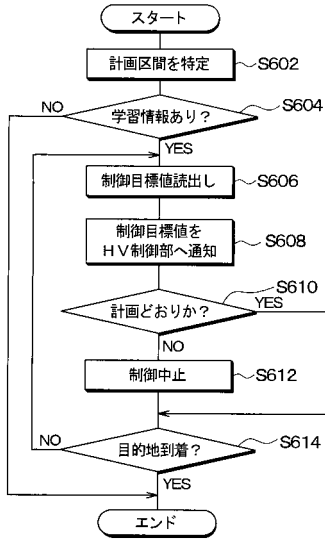 スタート
計画区間を特定
S602
学習情報あり?
S604
NO
YES
制御目標値読出し
S606
制御目標値を
HV制御部へ通知
S608
計画どおりか?
S610
YES
NO
制御中止
S612
目的地到着?
S614
NO
YES
エンド